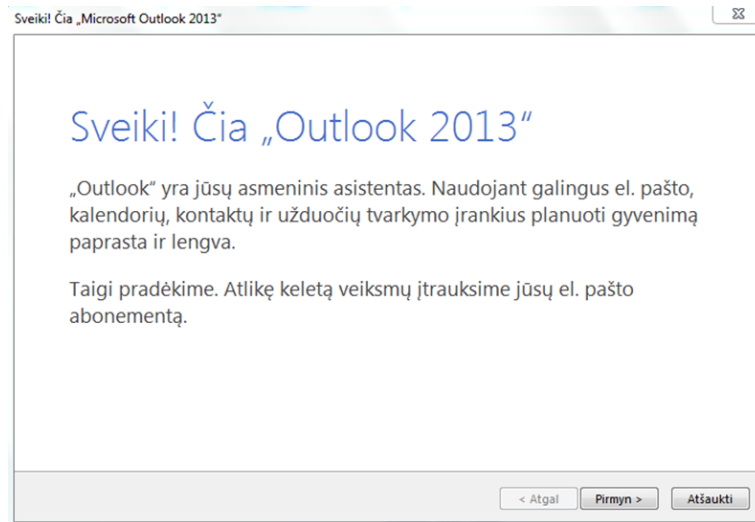 Sveiki! Čia „Microsoft Outlook 2013“
Sveiki! Čia „Outlook 2013“
„Outlook“ yra jūsų asmeninis asistentas. Naudojant galingus el. pašto,
kalendorių, kontaktų ir užduočių tvarkymo įrankius planuoti gyvenimą
paprasta ir lengva.
Taigi pradėkime. Atlikę keletą veiksmų įtrauksime jūsų el. pašto
abonementą.
< Atgal Pirmyn > Atšaukti